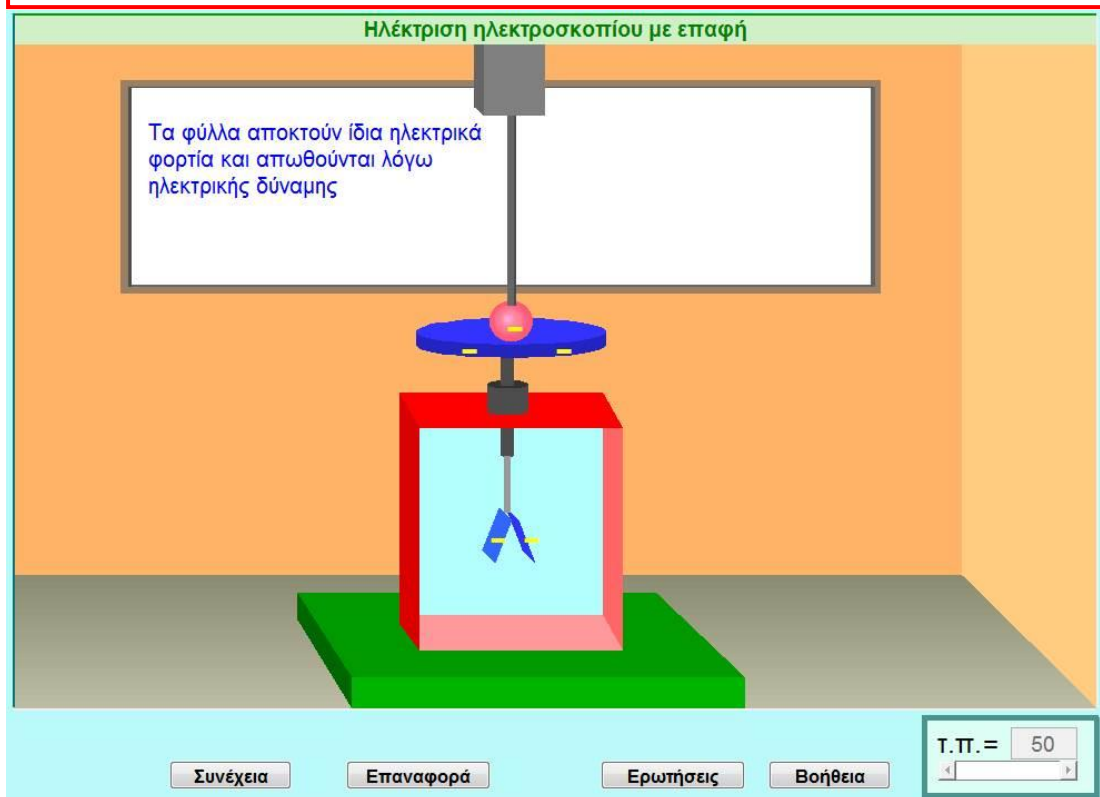 Ηλέκτριση ηλεκτροσκοπίου με επαφή
Τα φύλλα αποκτούν ίδια ηλεκτρικά
φορτία και απωθούνται λόγω
ηλεκτρικής δύναμης
τ.π.= 50
Συνέχεια Επαναφορά Ερωτήσεις Βοήθεια